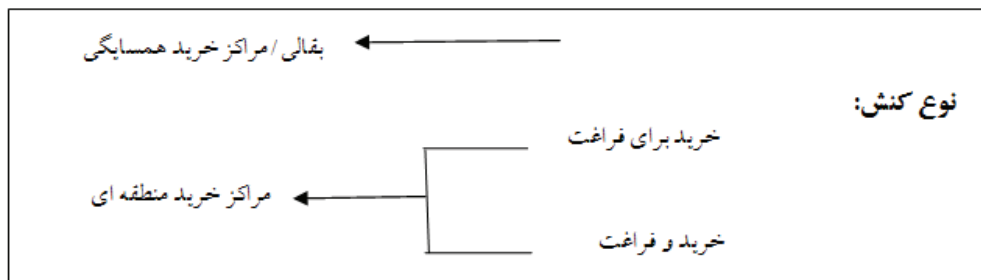 بقالی/مراکز خرید همسایگی
نوع کنش:
خرید برای فراغت
مراکز خرید منطقه ای
خرید و فراغت